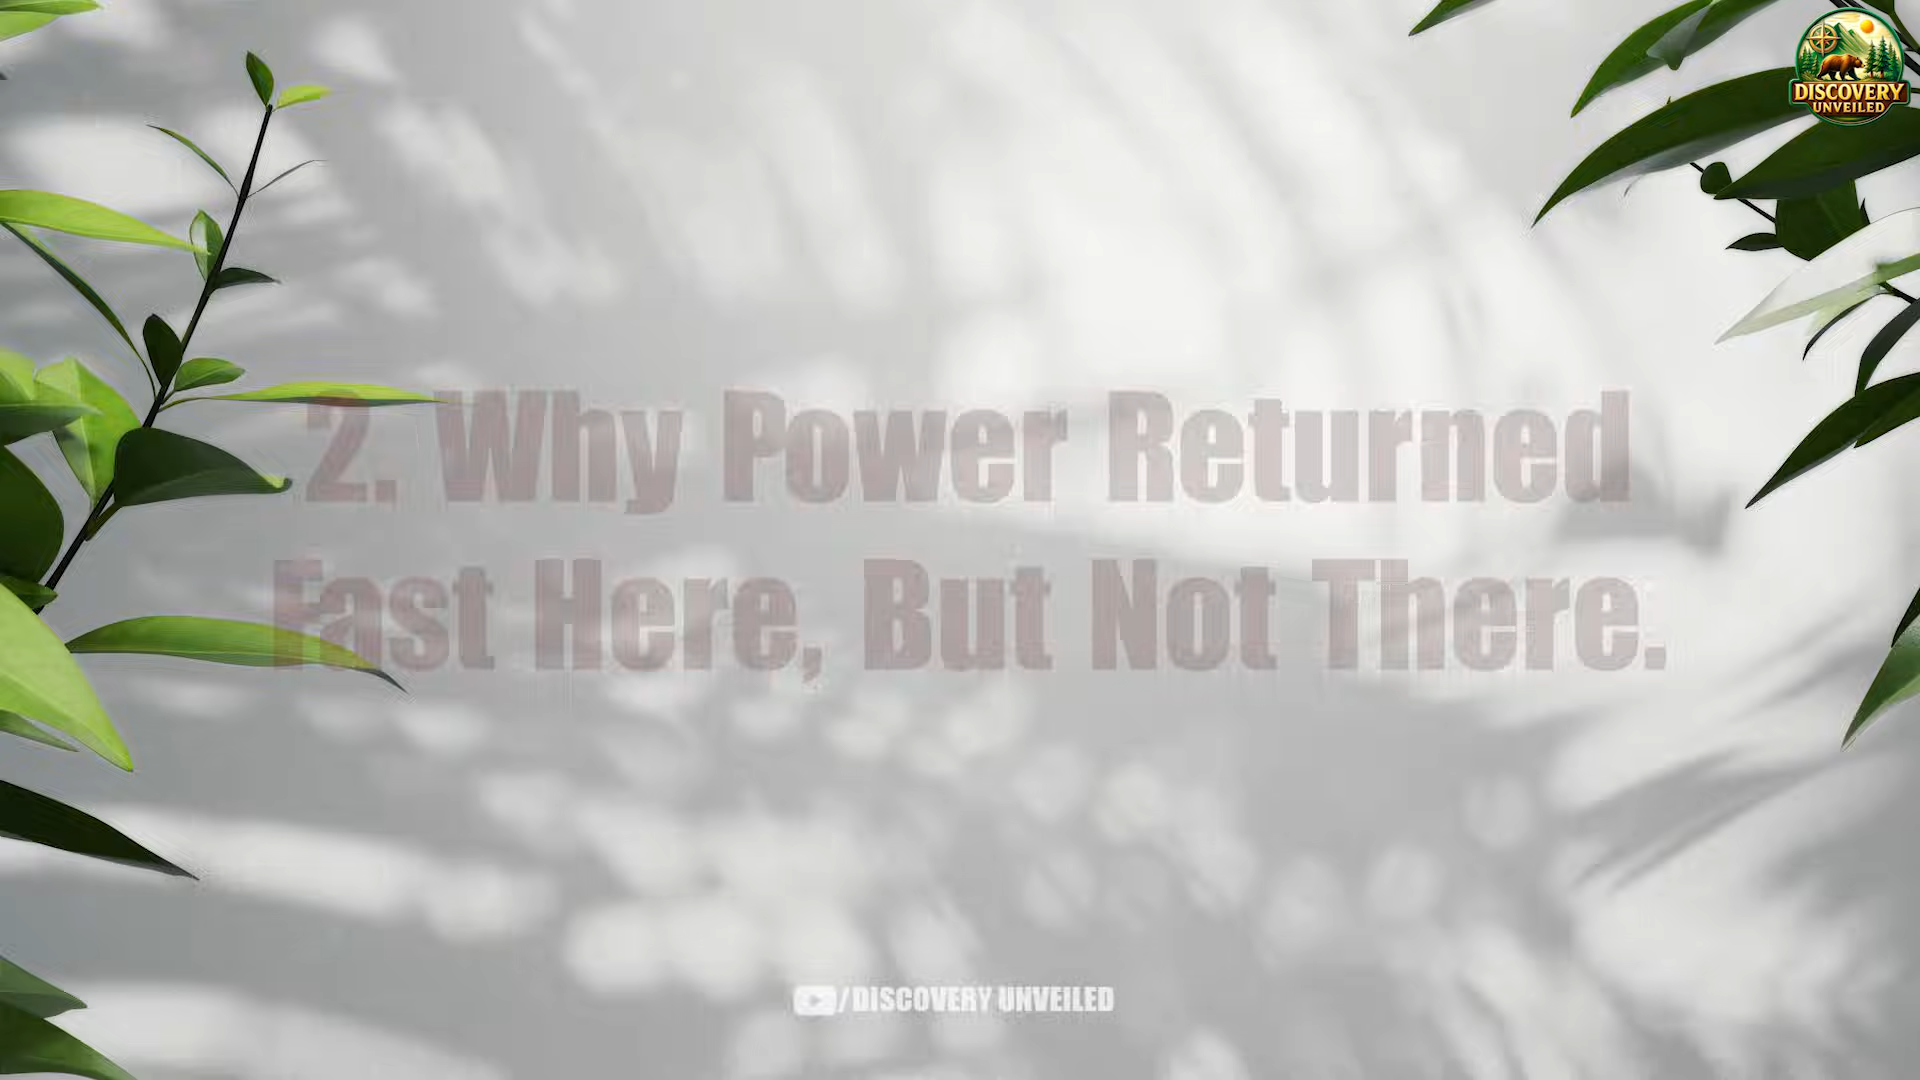 DISCOVERY
UNVEILED
2. Why Power Returned
Fast Here, But Not There.
/DISCOVERY UNVEILED